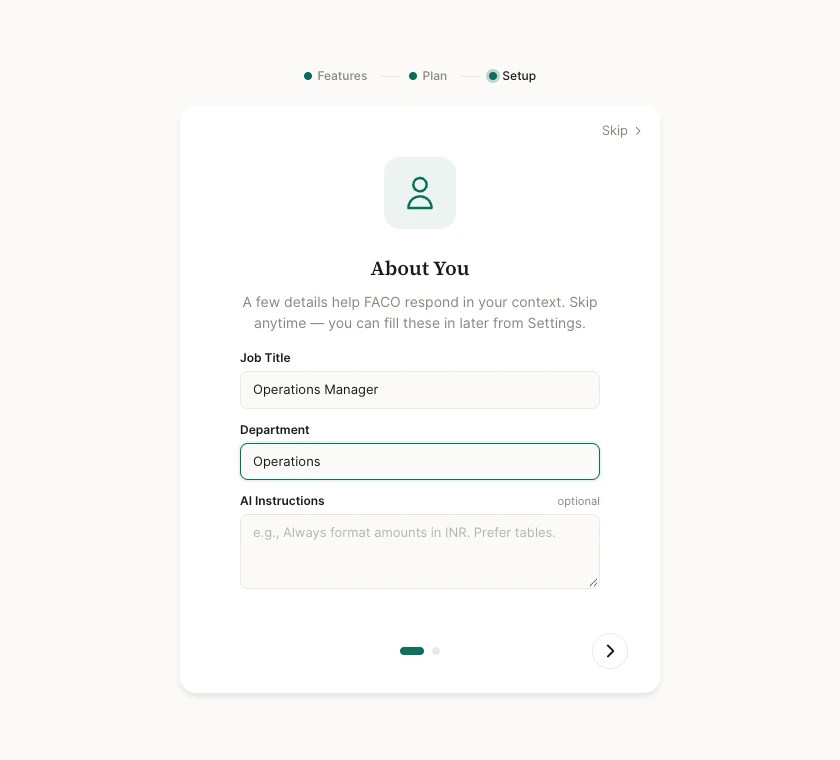 Features
Plan
Setup
Skip
About You
A few details help FACO respond in your context. Skip
anytime — you can fill these in later from Settings.
Job Title
Operations Manager
Department
Operations
AI Instructions
optional
e.g., Always format amounts in INR. Prefer tables.